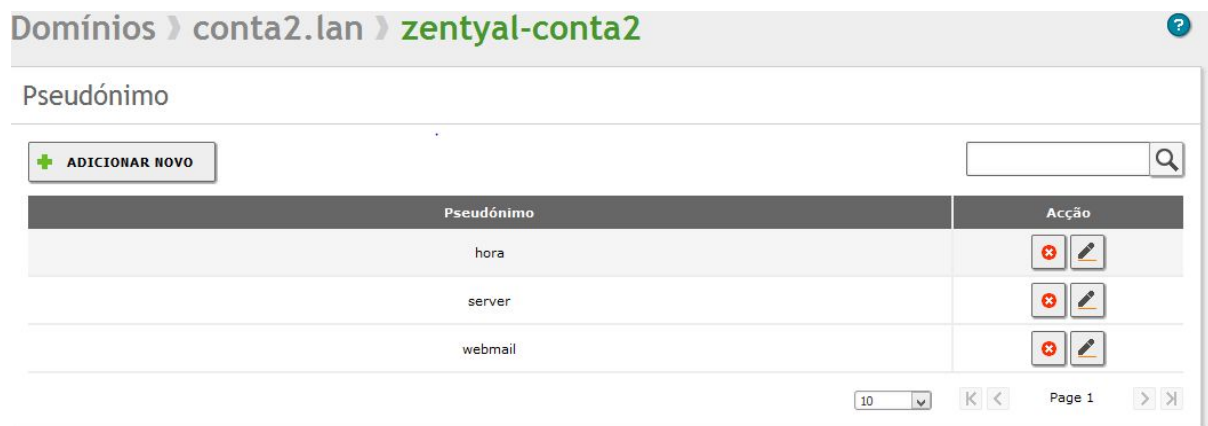 Domínios conta2.lan zentyal-conta2
?
Pseudónimo
ADICIONAR NOVO
Pseudónimo Acção
hora
server
webmail
10 Page 1